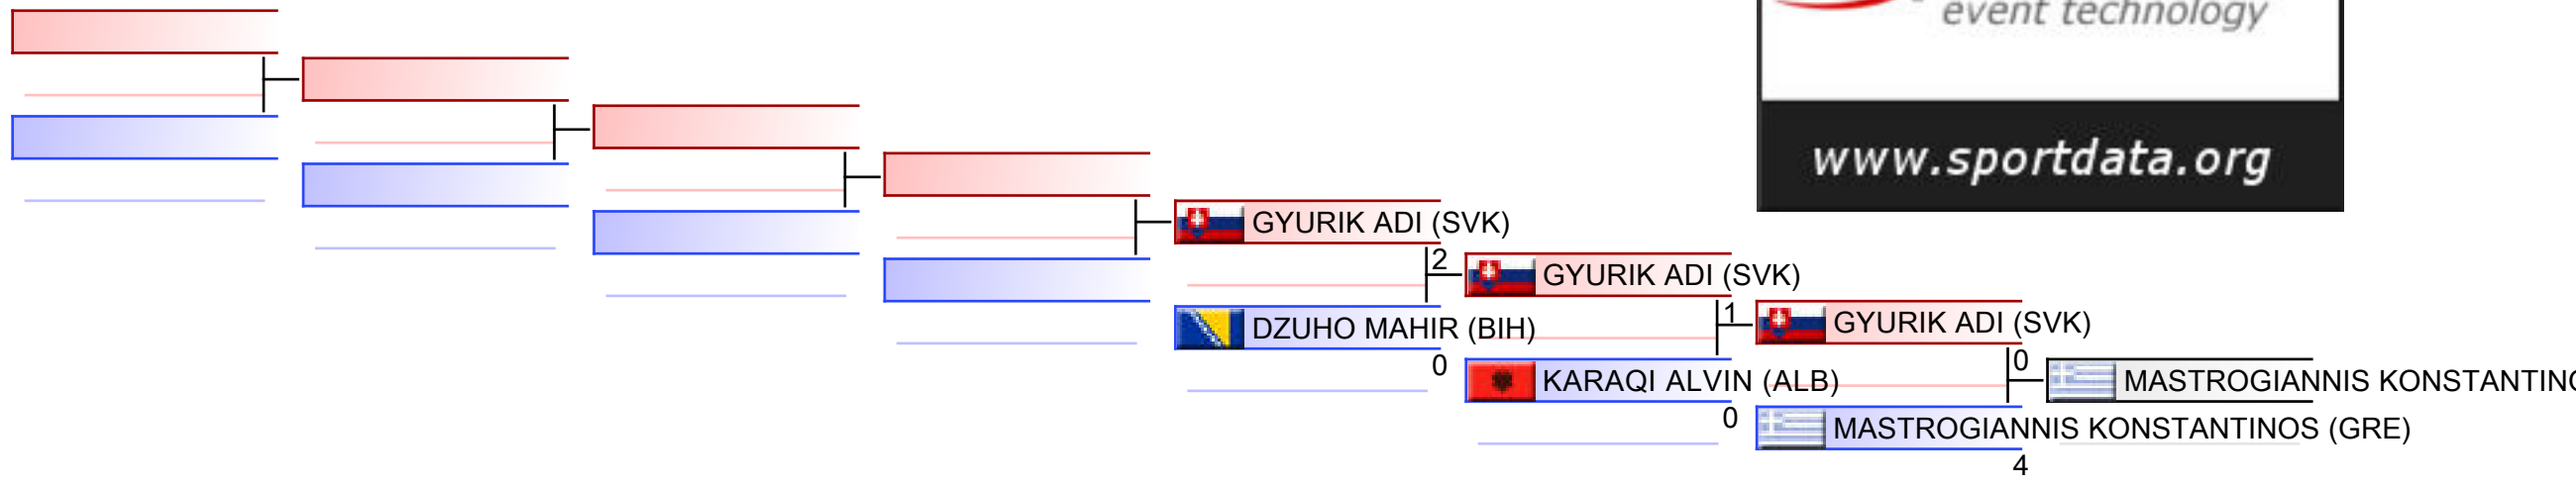 event technology
www.sportdata.org
GYURIK ADI (SVK)
2
GYURIK ADI (SVK)
DZUHO MAHIR (BIH)
0
1
GYURIK ADI (SVK)
KARAQI ALVIN (ALB)
0
0
MASTROGIANNIS KONSTANTINO
MASTROGIANNIS KONSTANTINOS (GRE)
4